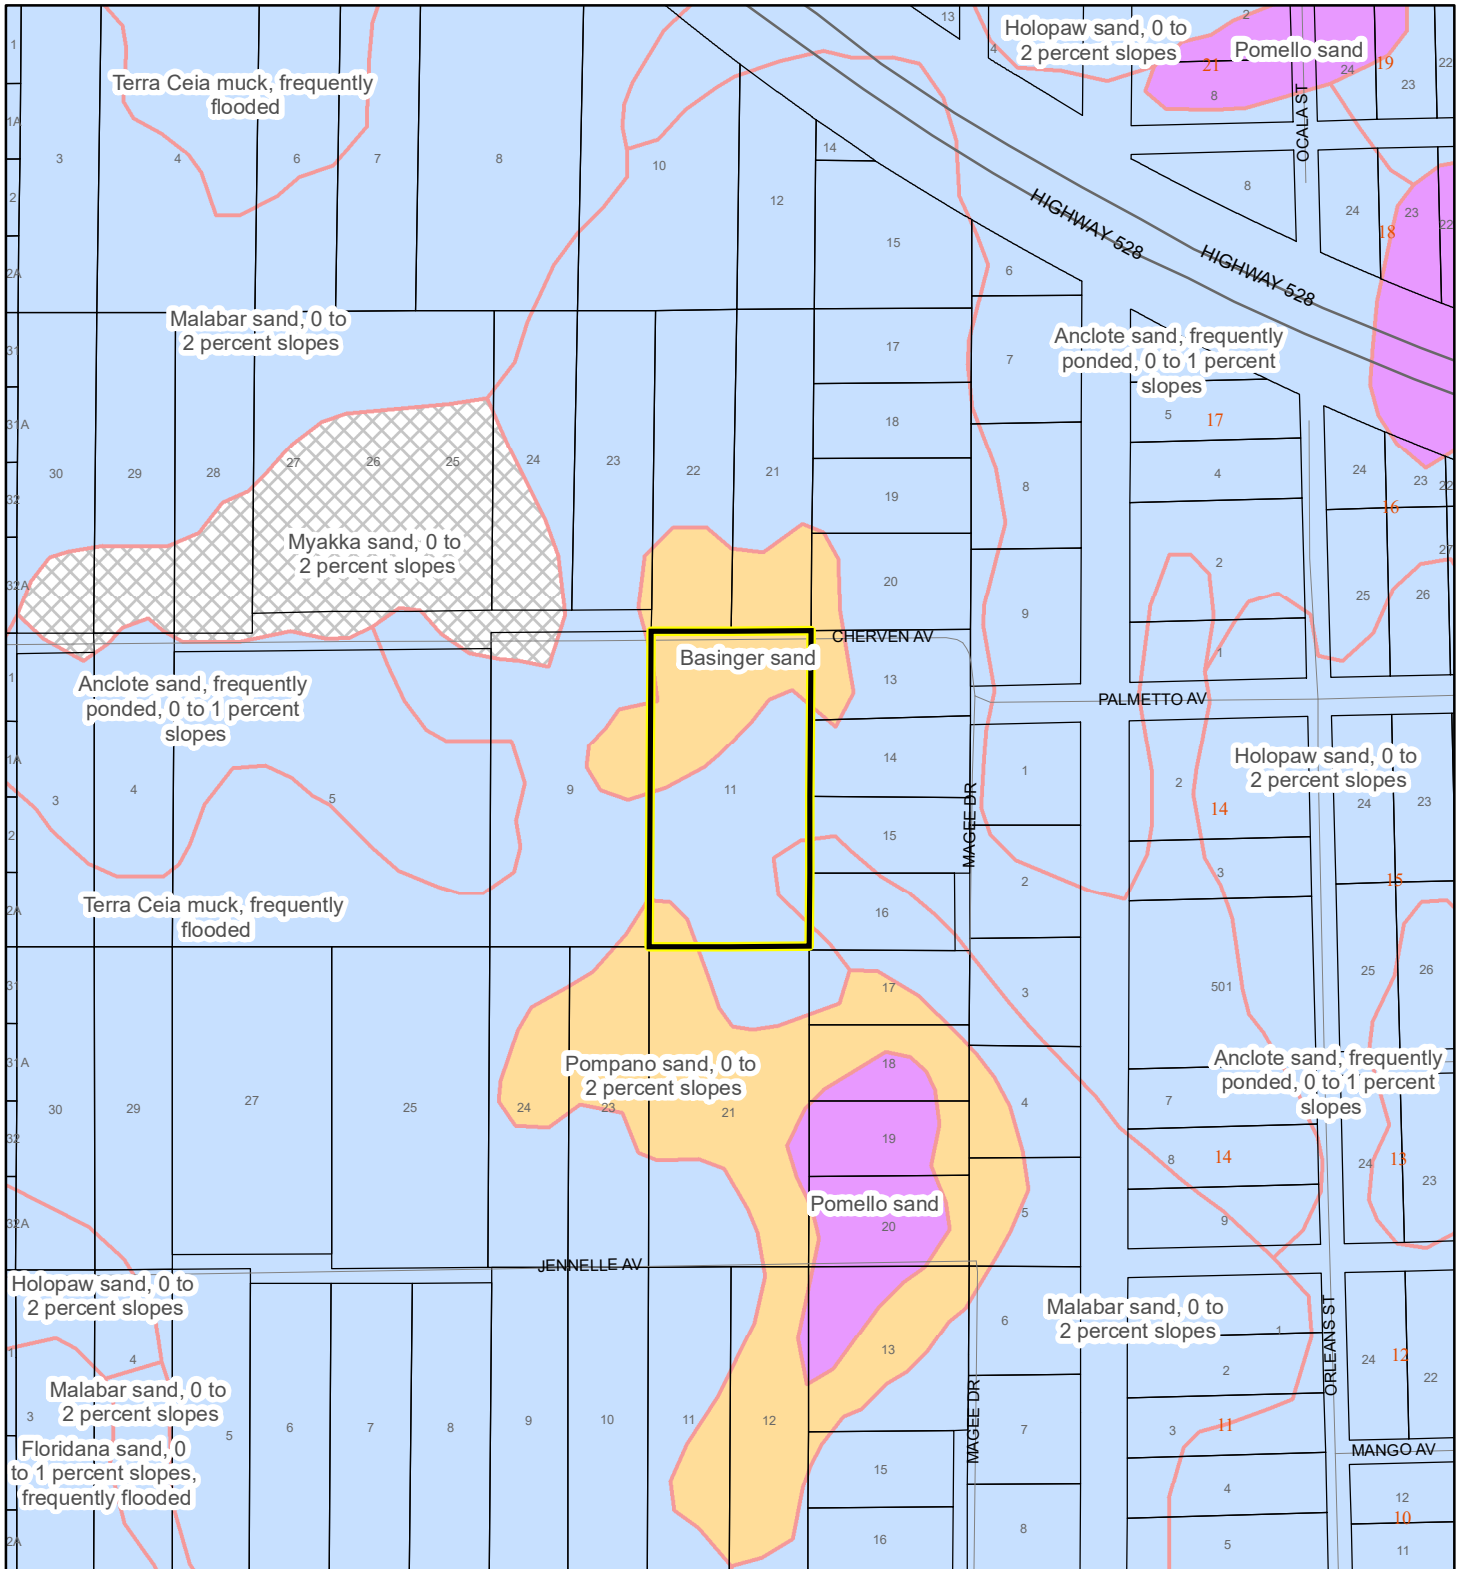 13
2
Holopaw sand, 0 to
2 percent slopes
Pomello sand
4
21
19
24
23
22
8
1
Terra Ceia muck, frequently
flooded
1A
3
4
6
7
8
10
14
12
OCALA ST
8
2
15
24
23
22
18
HIGHWAY 528
HIGHWAY 528
2A
6
Malabar sand, 0 to
2 percent slopes
31
17
7
Anclote sand, frequently
ponded, 0 to 1 percent
slopes
31A
18
5
17
30
29
28
27
26
25
24
23
22
21
19
8
4
24
23
22
16
32
Myakka sand, 0 to
2 percent slopes
32A
20
9
2
25
26
27
CHERVEN AV
1
Basinger sand
13
1
Anclote sand, frequently
ponded, 0 to 1 percent
slopes
PALMETTO AV
1A
3
4
5
9
11
14
MAGEE DR
1
2
14
Holopaw sand, 0 to
2 percent slopes
24
23
2
15
2
3
15
Terra Ceia muck, frequently
flooded
2A
16
31
17
3
501
25
26
31A
Pompano sand, 0 to
2 percent slopes
18
Anclote sand, frequently
ponded, 0 to 1 percent
slopes
30
29
27
25
24
23
21
4
7
32
19
8
14
24
13
23
Pomello sand
32A
20
5
9
JENNELLE AV
Holopaw sand, 0 to
2 percent slopes
Malabar sand, 0 to
2 percent slopes
6
1
ORLEANS ST
1
4
13
2
24
12
22
Malabar sand, 0 to
2 percent slopes
3
5
6
7
8
9
10
11
12
MAGEE DR
7
3
11
Floridana sand, 0
to 1 percent slopes,
frequently flooded
MANGO AV
15
4
12
10
2A
16
8
5
11